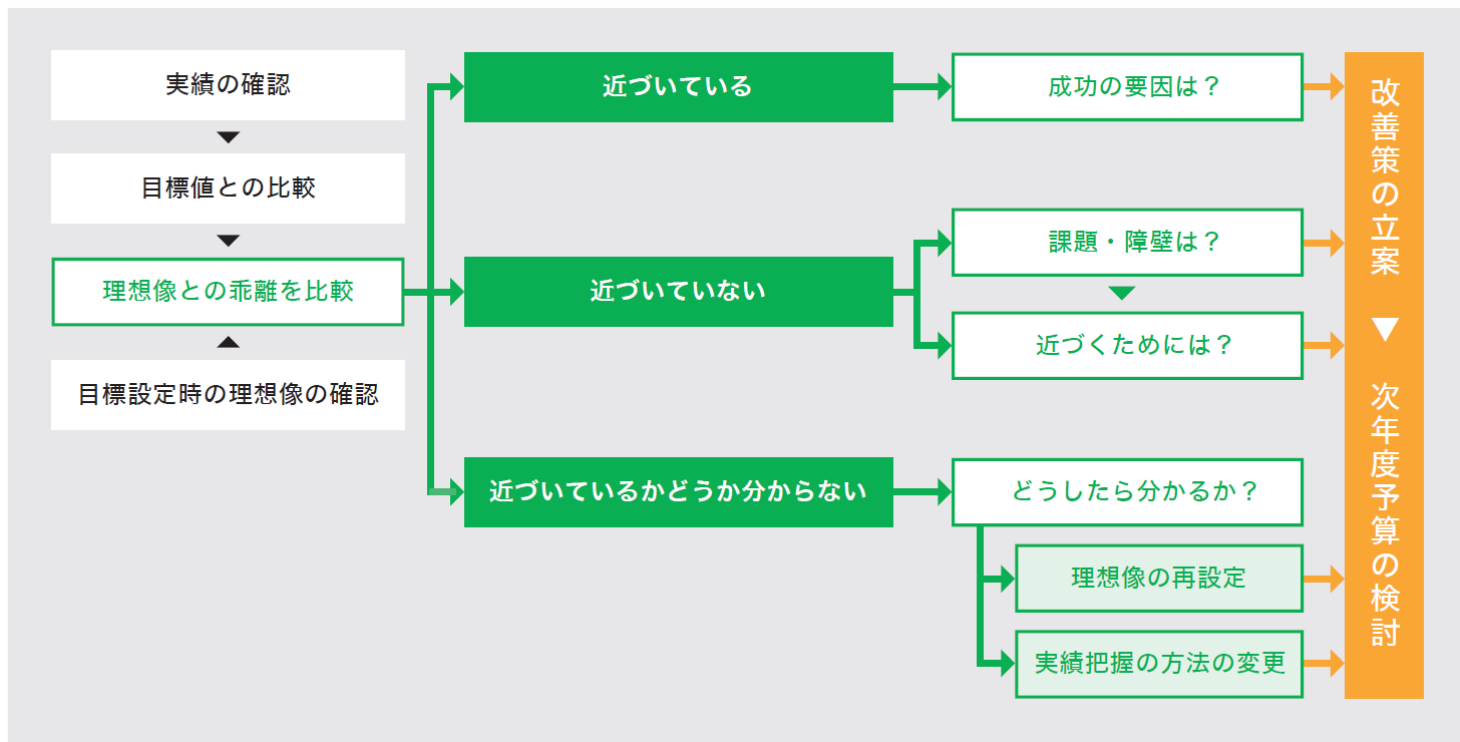 実績の確認
目標値との比較
理想像との乖離を比較
目標設定時の理想像の確認
近づいている
成功の要因は？
近づいていない
課題・障壁は？
近づくためには？
近づいているかどうか分からない
どうしたら分かるか？
理想像の再設定
実績把握の方法の変更
改善策の立案 ▼ 次年度予算の検討